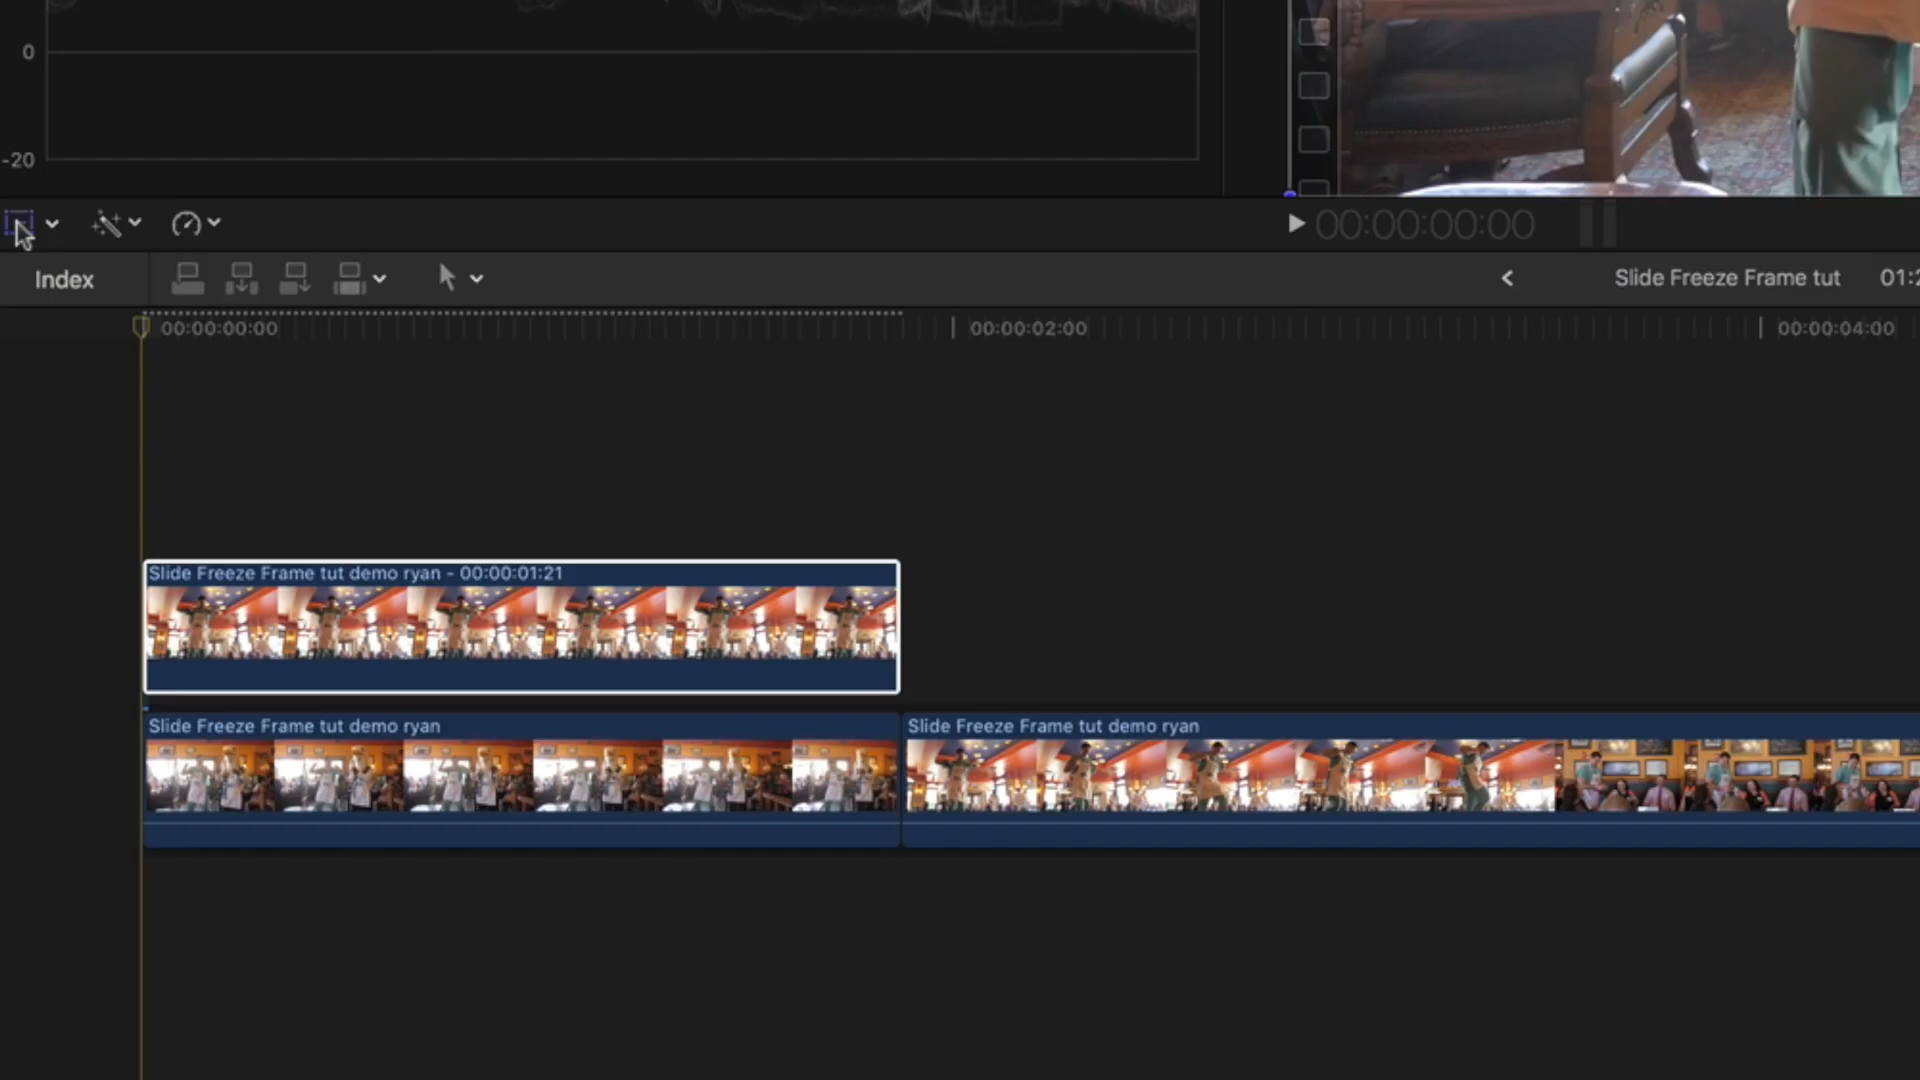 0
-20
00:00:00:00
Index
Slide Freeze Frame tut
01:2
00:00:00:00
00:00:02:00
00:00:04:00
Slide Freeze Frame tut demo ryan - 00:00:01:21
Slide Freeze Frame tut demo ryan
Slide Freeze Frame tut demo ryan